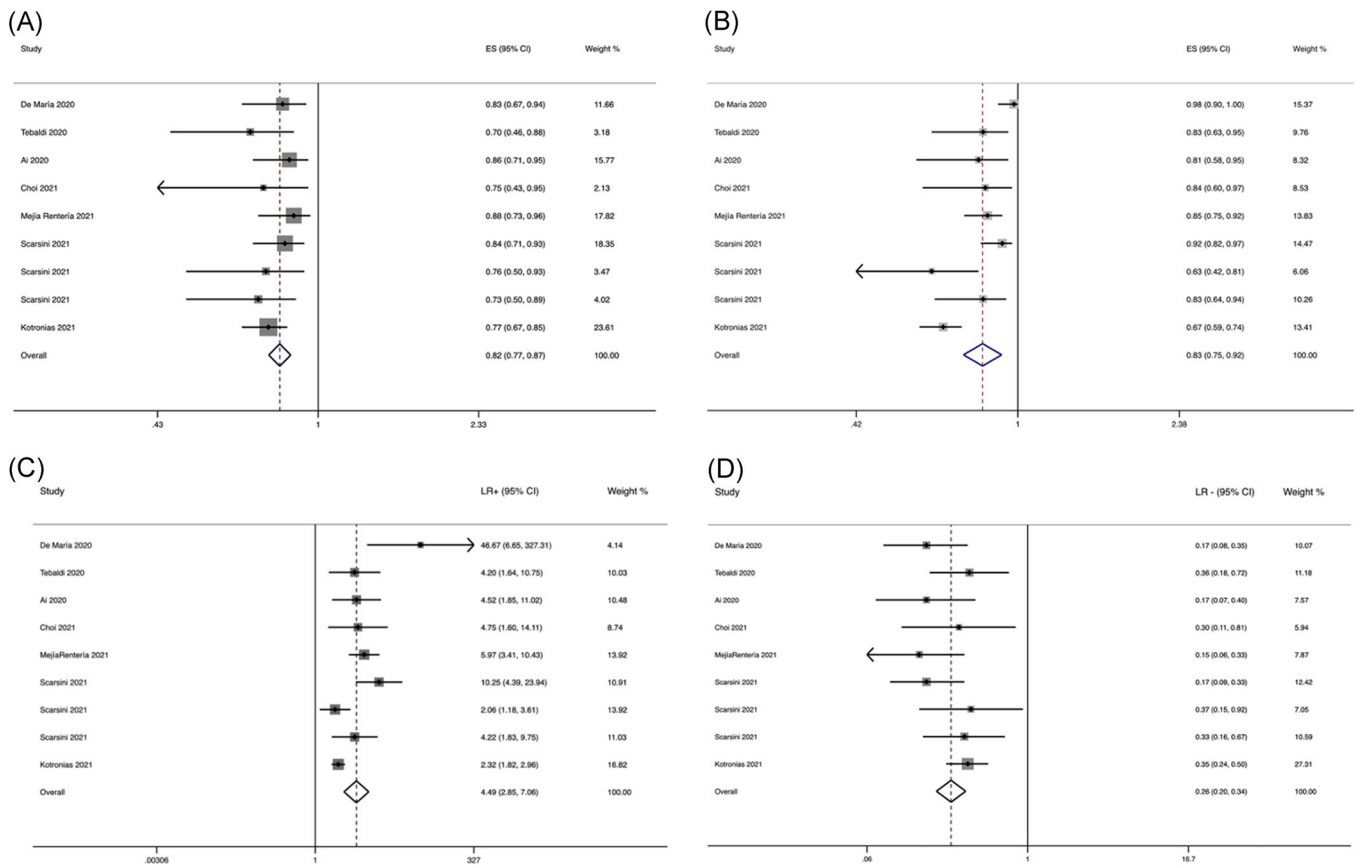 (A)
Study ES (95% CI) Weight %
De Maria 2020 0.83 (0.67, 0.94) 11.66
Tebaldi 2020 0.70 (0.46, 0.88) 3.18
Ai 2020 0.86 (0.71, 0.95) 15.77
Choi 2021 0.75 (0.43, 0.95) 2.13
Mejía Rentería 2021 0.88 (0.73, 0.96) 17.82
Scarsini 2021 0.84 (0.71, 0.93) 18.35
Scarsini 2021 0.76 (0.50, 0.93) 3.47
Scarsini 2021 0.73 (0.50, 0.89) 4.02
Kotronias 2021 0.77 (0.67, 0.85) 23.61
Overall 0.82 (0.77, 0.87) 100.00
.43 1 2.33
(B)
Study ES (95% CI) Weight %
De Maria 2020 0.98 (0.90, 1.00) 15.37
Tebaldi 2020 0.83 (0.63, 0.95) 9.76
Ai 2020 0.81 (0.58, 0.95) 8.32
Choi 2021 0.84 (0.60, 0.97) 8.53
Mejía Rentería 2021 0.85 (0.75, 0.92) 13.83
Scarsini 2021 0.92 (0.82, 0.97) 14.47
Scarsini 2021 0.63 (0.42, 0.81) 6.06
Scarsini 2021 0.83 (0.64, 0.94) 10.26
Kotronias 2021 0.67 (0.59, 0.74) 13.41
Overall 0.83 (0.75, 0.92) 100.00
.42 1 2.38
(C)
Study LR+ (95% CI) Weight %
De Maria 2020 46.67 (6.65, 327.31) 4.14
Tebaldi 2020 4.20 (1.64, 10.75) 10.03
Ai 2020 4.52 (1.85, 11.02) 10.48
Choi 2021 4.75 (1.60, 14.11) 8.74
MejíaRentería 2021 5.97 (3.41, 10.43) 13.92
Scarsini 2021 10.25 (4.39, 23.94) 10.91
Scarsini 2021 2.06 (1.18, 3.61) 13.92
Scarsini 2021 4.22 (1.83, 9.75) 11.03
Kotronias 2021 2.32 (1.82, 2.96) 16.82
Overall 4.49 (2.85, 7.06) 100.00
.00306 1 327
(D)
Study LR - (95% CI) Weight %
De Maria 2020 0.17 (0.08, 0.35) 10.07
Tebaldi 2020 0.36 (0.18, 0.72) 11.18
Ai 2020 0.17 (0.07, 0.40) 7.57
Choi 2021 0.30 (0.11, 0.81) 5.94
MejíaRentería 2021 0.15 (0.06, 0.33) 7.87
Scarsini 2021 0.17 (0.09, 0.33) 12.42
Scarsini 2021 0.37 (0.15, 0.92) 7.05
Scarsini 2021 0.33 (0.16, 0.67) 10.59
Kotronias 2021 0.35 (0.24, 0.50) 27.31
Overall 0.26 (0.20, 0.34) 100.00
.06 1 16.7